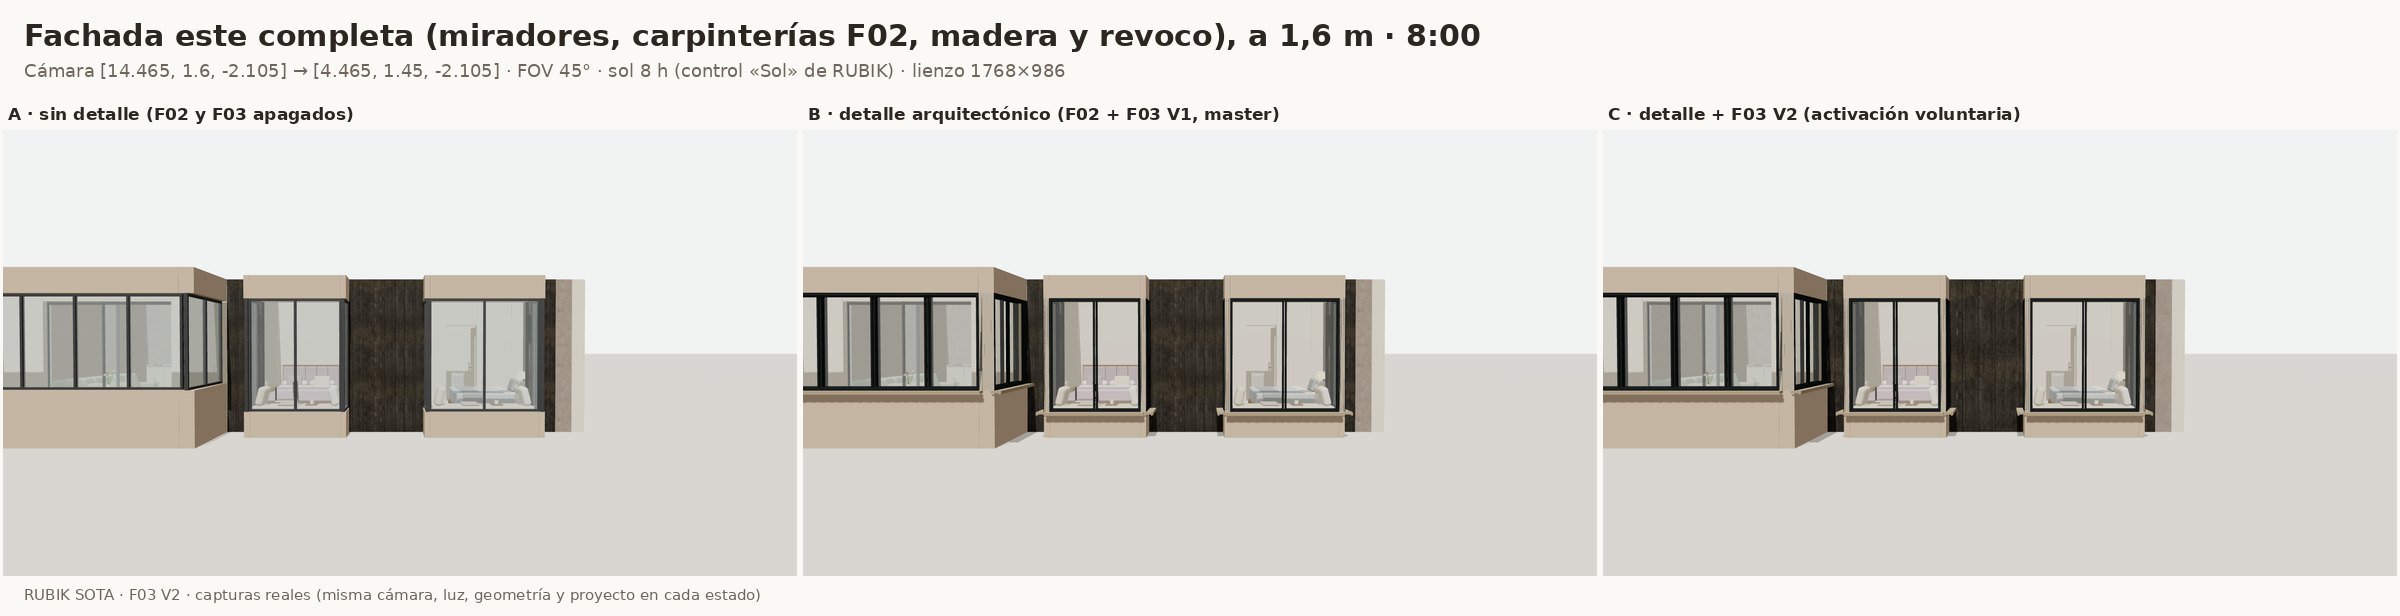 Fachada este completa (miradores, carpinterías F02, madera y revoco), a 1,6 m · 8:00
Cámara [14.465, 1.6, -2.105] → [4.465, 1.45, -2.105] · FOV 45° · sol 8 h (control «Sol» de RUBIK) · lienzo 1768×986
A · sin detalle (F02 y F03 apagados)
B · detalle arquitectónico (F02 + F03 V1, master)
C · detalle + F03 V2 (activación voluntaria)
RUBIK SOTA · F03 V2 · capturas reales (misma cámara, luz, geometría y proyecto en cada estado)